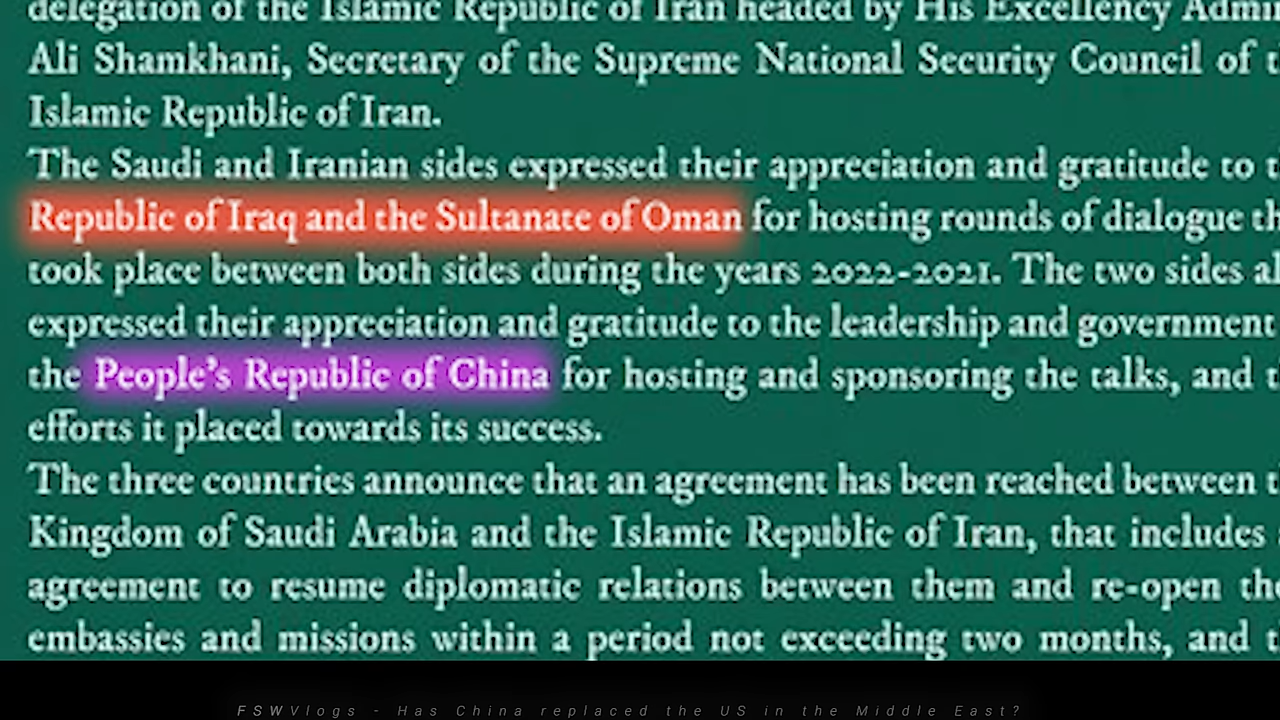 delegation of the Islamic Republic of Iran headed by His Excellency
Ali Shamkhani, Secretary of the Supreme National Security Council of
Islamic Republic of Iran.
The Saudi and Iranian sides expressed their appreciation and gratitude to
Republic of Iraq and the Sultanate of Oman for hosting rounds of dialogue
took place between both sides during the years 2022-2021. The two sides
expressed their appreciation and gratitude to the leadership and government
the People's Republic of China for hosting and sponsoring the talks, and
efforts it placed towards its success.
The three countries announce that an agreement has been reached between
Kingdom of Saudi Arabia and the Islamic Republic of Iran, that includes
agreement to resume diplomatic relations between them and re-open
embassies and missions within a period not exceeding two months, and
FSWVlogs - Has China replaced the US in the Middle East?